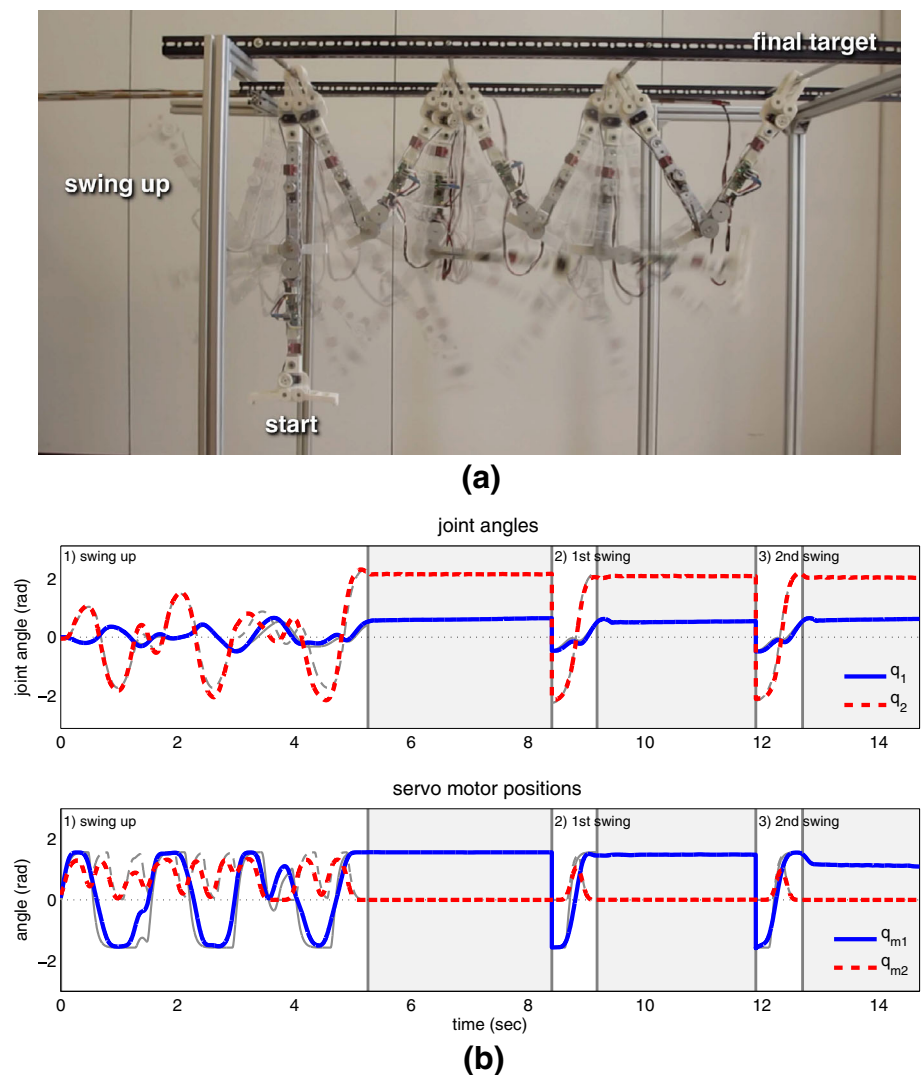 final target
swing up
start
(a)
joint angles
1) swing up
2) 1st swing
3) 2nd swing
joint angle (rad)
2
0
−2
q1
q2
0 2 4 6 8 10 12 14
servo motor positions
1) swing up
2) 1st swing
3) 2nd swing
angle (rad)
2
0
−2
qm1
qm2
0 2 4 6 8 10 12 14
time (sec)
(b)